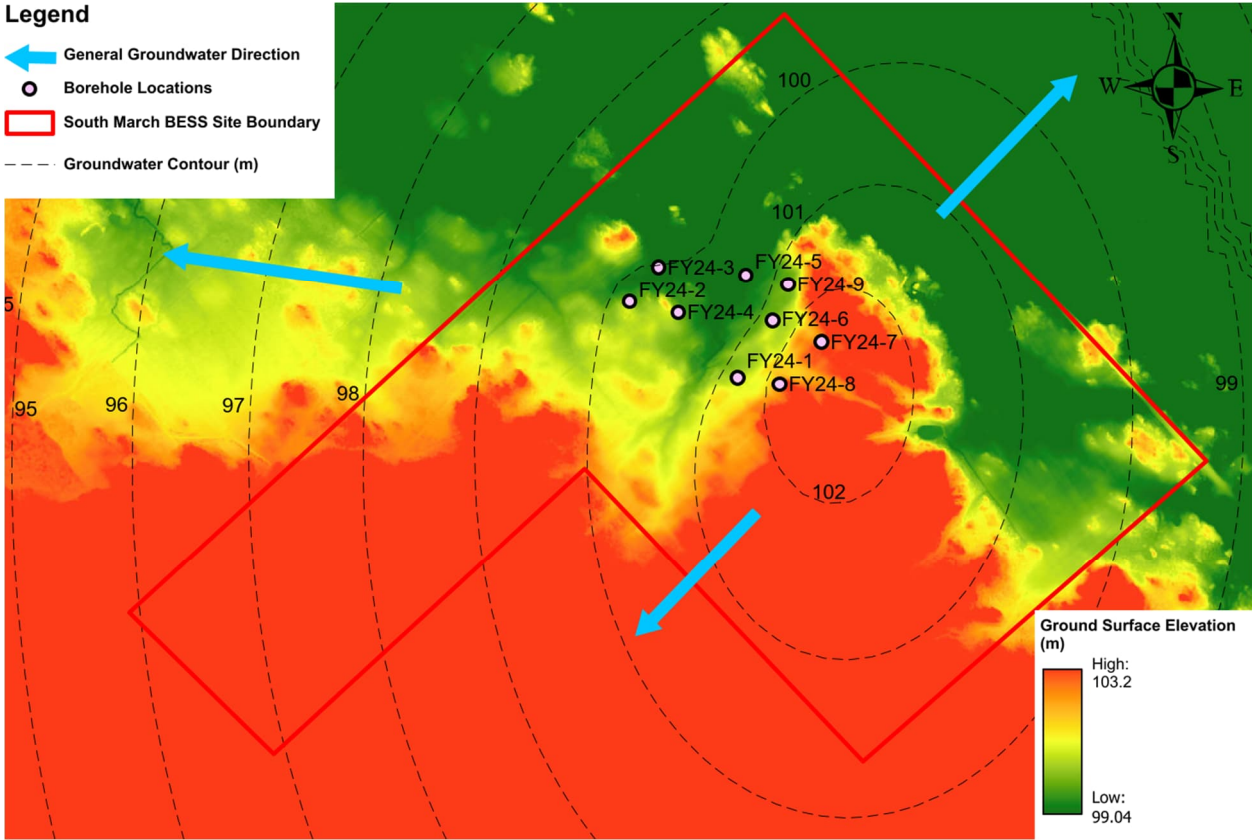 Legend
General Groundwater Direction
Borehole Locations
South March BESS Site Boundary
Groundwater Contour (m)
N
W E
S
100
101
FY24-3
FY24-5
FY24-9
FY24-2
FY24-4
FY24-6
FY24-7
FY24-1
FY24-8
5
95
96
97
98
99
102
Ground Surface Elevation
(m)
High:
103.2
Low:
99.04